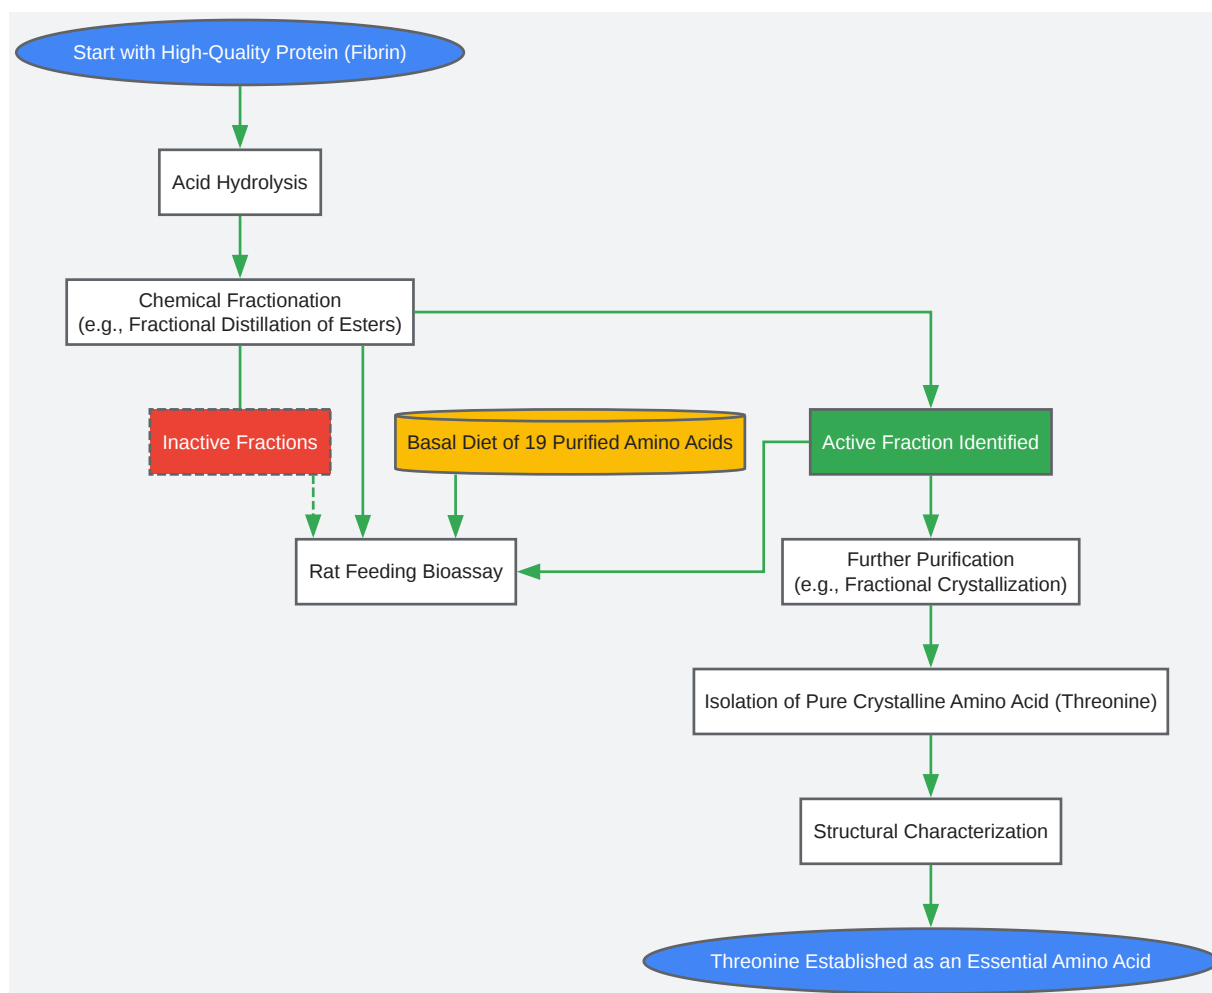 Start with High-Quality Protein (Fibrin)
Acid Hydrolysis
Chemical Fractionation
(e.g., Fractional Distillation of Esters)
Inactive Fractions
Basal Diet of 19 Purified Amino Acids
Active Fraction Identified
Rat Feeding Bioassay
Further Purification
(e.g., Fractional Crystallization)
Isolation of Pure Crystalline Amino Acid (Threonine)
Structural Characterization
Threonine Established as an Essential Amino Acid